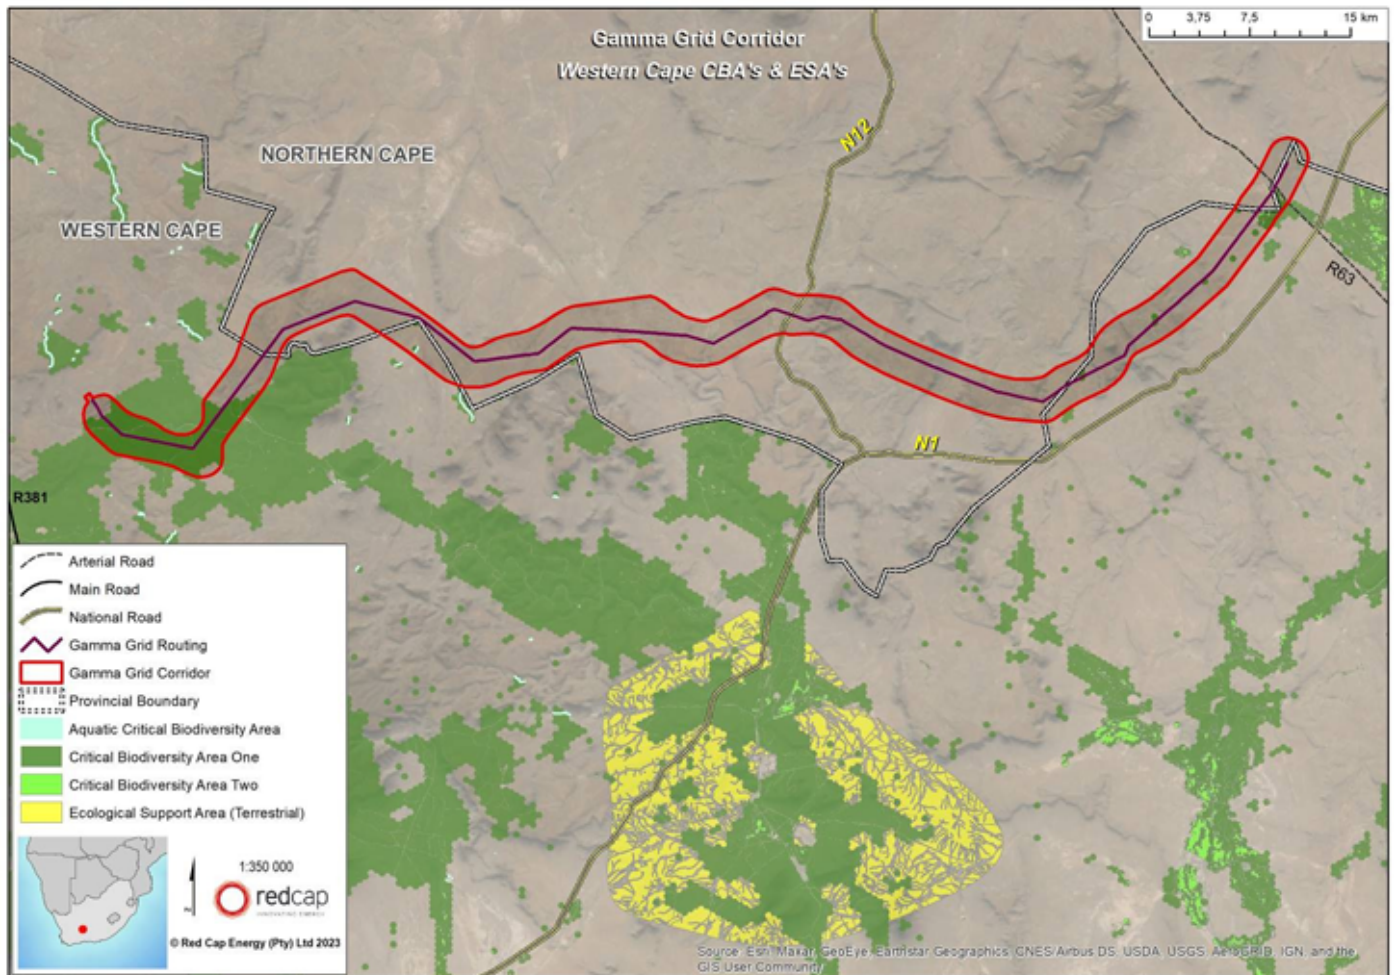 Gamma Grid Corridor
Western Cape CBA's & ESA's
0 3,75 7,5 15 km
N12
NORTHERN CAPE
WESTERN CAPE
R63
N1
R381
Arterial Road
Main Road
National Road
Gamma Grid Routing
Gamma Grid Corridor
Provincial Boundary
Aquatic Critical Biodiversity Area
Critical Biodiversity Area One
Critical Biodiversity Area Two
Ecological Support Area (Terrestrial)
1:350 000
redcap
INNOVATING ENERGY
© Red Cap Energy (Pty) Ltd 2023
Source: Esri, Maxar, GeoEye, Earthstar Geographics, CNES/Airbus DS, USDA, USGS, AeroGRID, IGN, and the
GIS User Community